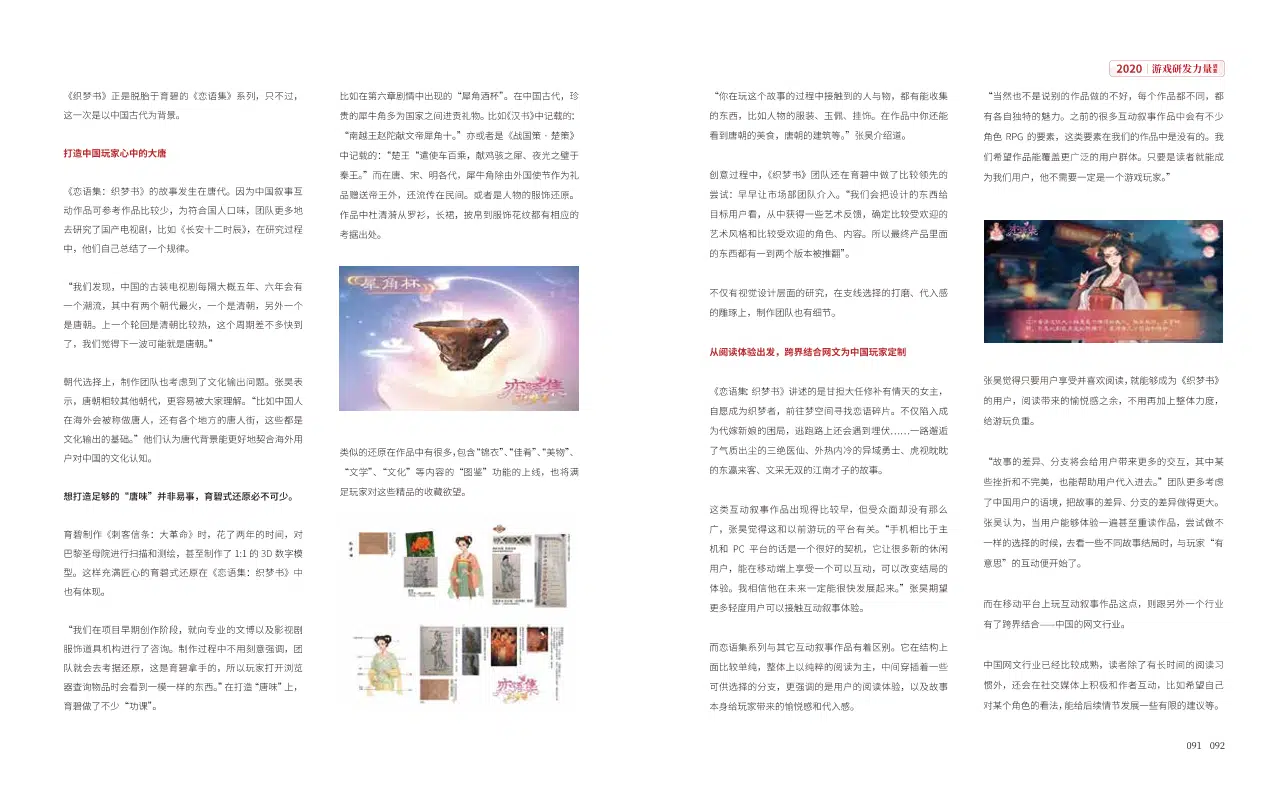 2020 游戏研发力量
《织梦书》正是脱胎于育碧的《恋语集》系列，只不过，
这一次是以中国古代为背景。
打造中国玩家心中的大唐
《恋语集：织梦书》的故事发生在唐代。因为中国叙事互
动作品可参考作品比较少，为符合国人口味，团队更多地
去研究了国产电视剧，比如《长安十二时辰》，在研究过程
中，他们自己总结了一个规律。
“我们发现，中国的古装电视剧每隔大概五年、六年会有
一个潮流，其中有两个朝代最火，一个是清朝，另外一个
是唐朝。上一个轮回是清朝比较热，这个周期差不多快到
了，我们觉得下一波可能就是唐朝。”
朝代选择上，制作团队也考虑到了文化输出问题。张昊表
示，唐朝相较其他朝代，更容易被大家理解。“比如中国人
在海外会被称做唐人，还有各个地方的唐人街，这些都是
文化输出的基础。”他们认为唐代背景能更好地契合海外用
户对中国的文化认知。
想打造足够的“唐味”并非易事，育碧式还原必不可少。
育碧制作《刺客信条：大革命》时，花了两年的时间，对
巴黎圣母院进行扫描和测绘，甚至制作了 1:1 的 3D 数字模
型。这样充满匠心的育碧式还原在《恋语集：织梦书》中
也有体现。
“我们在项目早期创作阶段，就向专业的文博以及影视剧
服饰道具机构进行了咨询。制作过程中不用刻意强调，团
队就会去考据还原，这是育碧拿手的。所以玩家打开浏览
器查询物品时会看到一模一样的东西。”在打造“唐味”上，
育碧做了不少“功课”。
比如在第六章剧情中出现的“犀角酒杯”。在中国古代，珍
贵的犀牛角多为国家之间进贡礼物。比如《汉书》中记载的：
“南越王赵陀献文帝犀角十。”亦或者是《战国策·楚策》
中记载的：“楚王“遣使车百乘，献鸡骇之犀、夜光之璧于
秦王。”而在唐、宋、明各代，犀牛角除由外国使节作为礼
品赠送帝王外，还流传在民间。或者是人物的服饰还原。
作品中杜清漪从罗衫，长裙，披帛到服饰花纹都有相应的
考据出处。
犀角杯
恋语集
类似的还原在作品中有很多，包含“锦衣”、“佳肴”、“美物”、
“文学”、“文化”等内容的“图鉴”功能的上线，也将满
足玩家对这些精品的收藏欲望。
恋语集
“你在玩这个故事的过程中接触到的人与物，都有能收集
的东西，比如人物的服装、玉佩、挂饰。在作品中你还能
看到唐朝的美食，唐朝的建筑等。”张昊介绍道。
创意过程中，《织梦书》团队还在育碧中做了比较领先的
尝试：早早让市场部团队介入。“我们会把设计的东西给
目标用户看，从中获得一些艺术反馈，确定比较受欢迎的
艺术风格和比较受欢迎的角色、内容。所以最终产品里面
的东西都有一到两个版本被推翻”。
不仅有视觉设计层面的研究，在支线选择的打磨、代入感
的雕琢上，制作团队也有细节。
从阅读体验出发，跨界结合网文为中国玩家定制
《恋语集: 织梦书》讲述的是甘担大任修补有情天的女主，
自愿成为织梦者，前往梦空间寻找恋语碎片。不仅陷入成
为代嫁新娘的困局，逃跑路上还会遇到埋伏……一路邂逅
了气质出尘的三绝医仙、外热内冷的异域勇士、虎视眈眈
的东瀛来客、文采无双的江南才子的故事。
这类互动叙事作品出现得比较早，但受众面却没有那么
广，张昊觉得这和以前游玩的平台有关。“手机相比于主
机和 PC 平台的话是一个很好的契机，它让很多新的休闲
用户，能在移动端上享受一个可以互动，可以改变结局的
体验。我相信他在未来一定能很快发展起来。”张昊期望
更多轻度用户可以接触互动叙事体验。
而恋语集系列与其它互动叙事作品有着区别。它在结构上
面比较单纯，整体上以纯粹的阅读为主，中间穿插着一些
可供选择的分支，更强调的是用户的阅读体验，以及故事
本身给玩家带来的愉悦感和代入感。
“当然也不是说别的作品做的不好，每个作品都不同，都
有各自独特的魅力。之前的很多互动叙事作品中会有不少
角色 RPG 的要素，这类要素在我们的作品中是没有的。我
们希望作品能覆盖更广泛的用户群体。只要是读者就能成
为我们用户，他不需要一定是一个游戏玩家。”
张昊觉得只要用户享受并喜欢阅读，就能够成为《织梦书》
的用户，阅读带来的愉悦感之余，不用再加上整体力度，
给游玩负重。
“故事的差异、分支将会给用户带来更多的交互，其中某
些挫折和不完美，也能帮助用户代入进去。”团队更多考虑
了中国用户的语境，把故事的差异、分支的差异做得更大。
张昊认为，当用户能够体验一遍甚至重读作品，尝试做不
一样的选择的时候，去看一些不同故事结局时，与玩家“有
意思”的互动便开始了。
而在移动平台上玩互动叙事作品这点，则跟另外一个行业
有了跨界结合——中国的网文行业。
中国网文行业已经比较成熟，读者除了有长时间的阅读习
惯外，还会在社交媒体上积极和作者互动，比如希望自己
对某个角色的看法，能给后续情节发展一些有限的建议等。
091 092